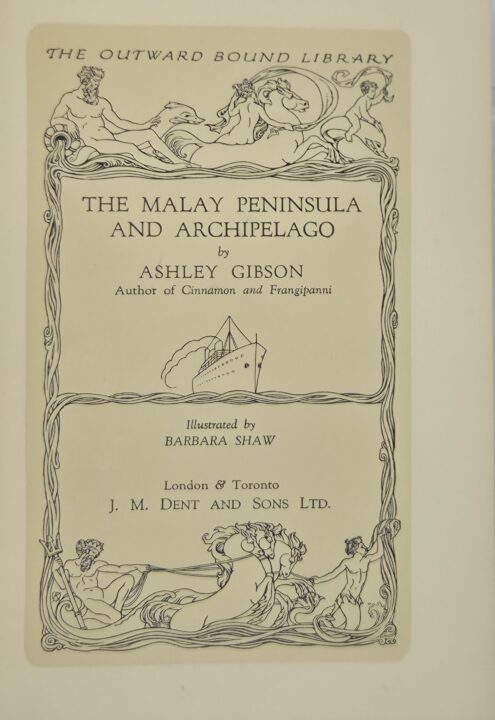 THE OUTWARD BOUND LIBRARY
THE MALAY PENINSULA
AND ARCHIPELAGO
by
ASHLEY GIBSON
Author of Cinnamon and Frangipanni
Illustrated by
BARBARA SHAW
London & Toronto
J. M. DENT AND SONS LTD.